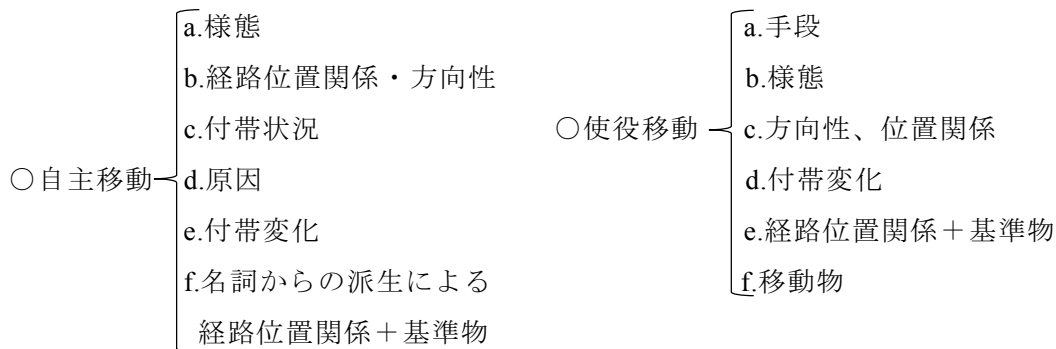 ○自主移動
a.様態
b.経路位置関係・方向性
c.付帯状況
d.原因
e.付帯変化
f.名詞からの派生による
経路位置関係＋基準物
○使役移動
a.手段
b.様態
c.方向性、位置関係
d.付帯変化
e.経路位置関係＋基準物
f.移動物